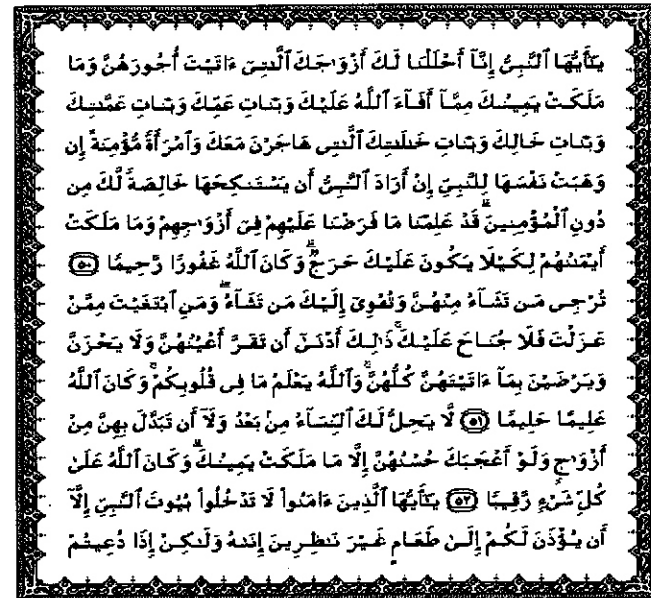 يَـٰٓأَيُّهَا ٱلنَّبِىُّ إِنَّآ أَحْلَلْنَا لَكَ أَزْوَٰجَكَ ٱلَّـٰتِىٓ ءَاتَيْتَ أُجُورَهُنَّ وَمَا
مَلَكَتْ يَمِينُكَ مِمَّآ أَفَآءَ ٱللَّهُ عَلَيْكَ وَبَنَاتِ عَمِّكَ وَبَنَاتِ عَمَّـٰتِكَ
وَبَنَاتِ خَالِكَ وَبَنَاتِ خَـٰلَـٰتِكَ ٱلَّـٰتِى هَاجَرْنَ مَعَكَ وَٱمْرَأَةً مُّؤْمِنَةً إِن
وَهَبَتْ نَفْسَهَا لِلنَّبِىِّ إِنْ أَرَادَ ٱلنَّبِىُّ أَن يَسْتَنكِحَهَا خَالِصَةً لَّكَ مِن
دُونِ ٱلْمُؤْمِنِينَ ۗ قَدْ عَلِمْنَا مَا فَرَضْنَا عَلَيْهِمْ فِىٓ أَزْوَٰجِهِمْ وَمَا مَلَكَتْ
أَيْمَـٰنُهُمْ لِكَيْلَا يَكُونَ عَلَيْكَ حَرَجٌ ۗ وَكَانَ ٱللَّهُ غَفُورًا رَّحِيمًا ٥٠
تُرْجِى مَن تَشَآءُ مِنْهُنَّ وَتُـْٔوِىٓ إِلَيْكَ مَن تَشَآءُ ۖ وَمَنِ ٱبْتَغَيْتَ مِمَّنْ
عَزَلْتَ فَلَا جُنَاحَ عَلَيْكَ ۚ ذَٰلِكَ أَدْنَىٰٓ أَن تَقَرَّ أَعْيُنُهُنَّ وَلَا يَحْزَنَّ
وَيَرْضَيْنَ بِمَآ ءَاتَيْتَهُنَّ كُلُّهُنَّ ۚ وَٱللَّهُ يَعْلَمُ مَا فِى قُلُوبِكُمْ ۚ وَكَانَ ٱللَّهُ
عَلِيمًا حَلِيمًا ٥١ لَّا يَحِلُّ لَكَ ٱلنِّسَآءُ مِنۢ بَعْدُ وَلَآ أَن تَبَدَّلَ بِهِنَّ مِنْ
أَزْوَٰجٍ وَلَوْ أَعْجَبَكَ حُسْنُهُنَّ إِلَّا مَا مَلَكَتْ يَمِينُكَ ۗ وَكَانَ ٱللَّهُ عَلَىٰ
كُلِّ شَىْءٍ رَّقِيبًا ٥٢ يَـٰٓأَيُّهَا ٱلَّذِينَ ءَامَنُوا۟ لَا تَدْخُلُوا۟ بُيُوتَ ٱلنَّبِىِّ إِلَّآ
أَن يُؤْذَنَ لَكُمْ إِلَىٰ طَعَامٍ غَيْرَ نَـٰظِرِينَ إِنَىٰهُ وَلَـٰكِنْ إِذَا دُعِيتُمْ